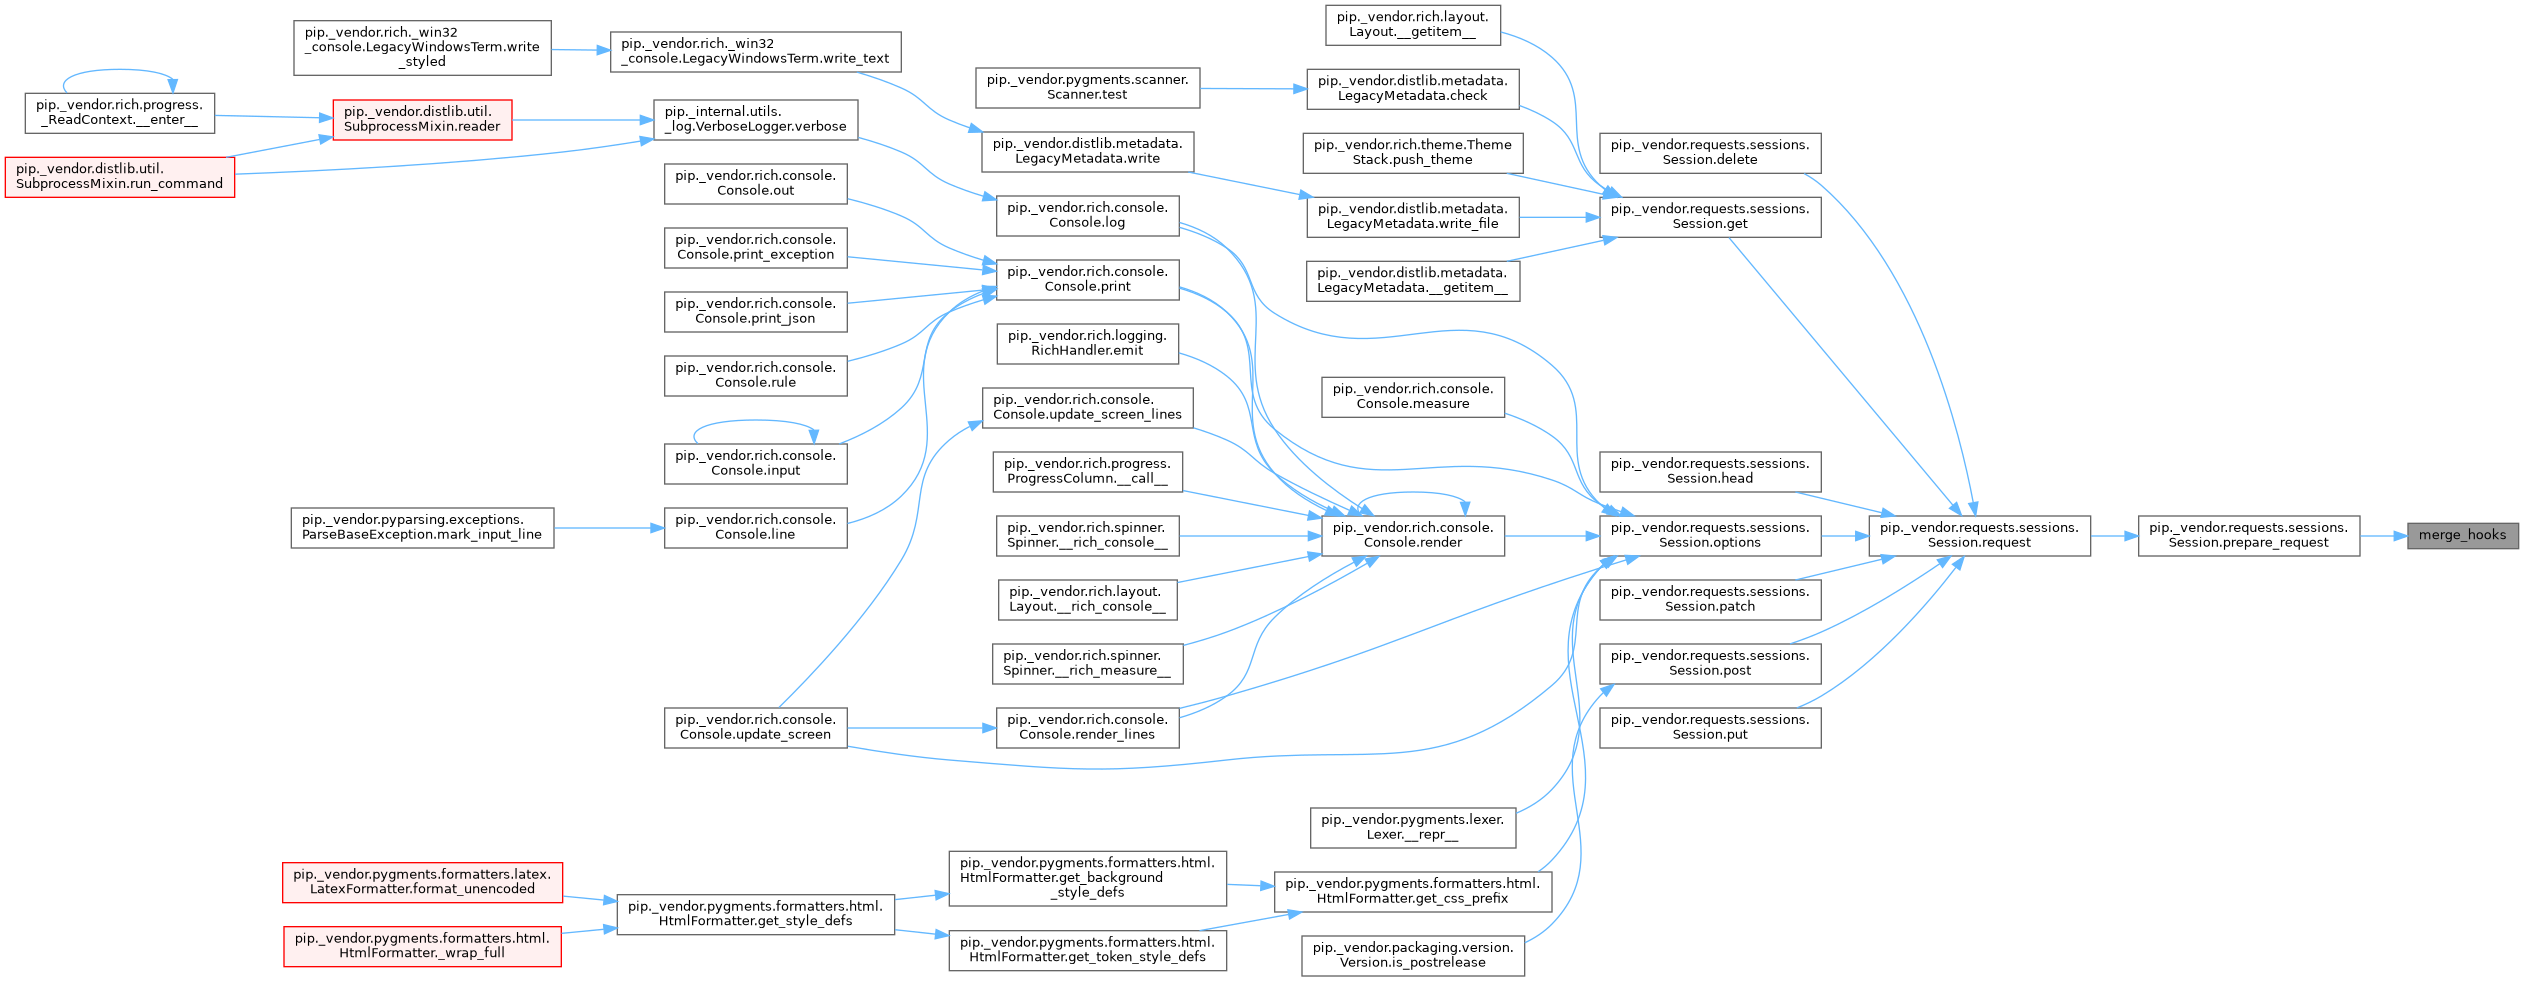 pip._vendor.rich.layout.
Layout.__getitem__
pip._vendor.rich._win32
_console.LegacyWindowsTerm.write
_styled
pip._vendor.rich._win32
_console.LegacyWindowsTerm.write_text
pip._vendor.pygments.scanner.
Scanner.test
pip._vendor.distlib.metadata.
LegacyMetadata.check
pip._vendor.rich.progress.
_ReadContext.__enter__
pip._vendor.distlib.util.
SubprocessMixin.reader
pip._internal.utils.
_log.VerboseLogger.verbose
pip._vendor.distlib.metadata.
LegacyMetadata.write
pip._vendor.rich.theme.Theme
Stack.push_theme
pip._vendor.requests.sessions.
Session.delete
pip._vendor.distlib.util.
SubprocessMixin.run_command
pip._vendor.rich.console.
Console.out
pip._vendor.rich.console.
Console.log
pip._vendor.distlib.metadata.
LegacyMetadata.write_file
pip._vendor.requests.sessions.
Session.get
pip._vendor.rich.console.
Console.print_exception
pip._vendor.rich.console.
Console.print
pip._vendor.distlib.metadata.
LegacyMetadata.__getitem__
pip._vendor.rich.console.
Console.print_json
pip._vendor.rich.logging.
RichHandler.emit
pip._vendor.rich.console.
Console.rule
pip._vendor.rich.console.
Console.update_screen_lines
pip._vendor.rich.console.
Console.measure
pip._vendor.rich.console.
Console.input
pip._vendor.rich.progress.
ProgressColumn.__call__
pip._vendor.requests.sessions.
Session.head
pip._vendor.pyparsing.exceptions.
ParseBaseException.mark_input_line
pip._vendor.rich.console.
Console.line
pip._vendor.rich.spinner.
Spinner.__rich_console__
pip._vendor.rich.console.
Console.render
pip._vendor.requests.sessions.
Session.options
pip._vendor.requests.sessions.
Session.request
pip._vendor.requests.sessions.
Session.prepare_request
merge_hooks
pip._vendor.rich.layout.
Layout.__rich_console__
pip._vendor.requests.sessions.
Session.patch
pip._vendor.rich.spinner.
Spinner.__rich_measure__
pip._vendor.requests.sessions.
Session.post
pip._vendor.rich.console.
Console.update_screen
pip._vendor.rich.console.
Console.render_lines
pip._vendor.requests.sessions.
Session.put
pip._vendor.pygments.lexer.
Lexer.__repr__
pip._vendor.pygments.formatters.latex.
LatexFormatter.format_unencoded
pip._vendor.pygments.formatters.html.
HtmlFormatter.get_style_defs
pip._vendor.pygments.formatters.html.
HtmlFormatter.get_background
_style_defs
pip._vendor.pygments.formatters.html.
HtmlFormatter.get_css_prefix
pip._vendor.pygments.formatters.html.
HtmlFormatter._wrap_full
pip._vendor.pygments.formatters.html.
HtmlFormatter.get_token_style_defs
pip._vendor.packaging.version.
Version.is_postrelease